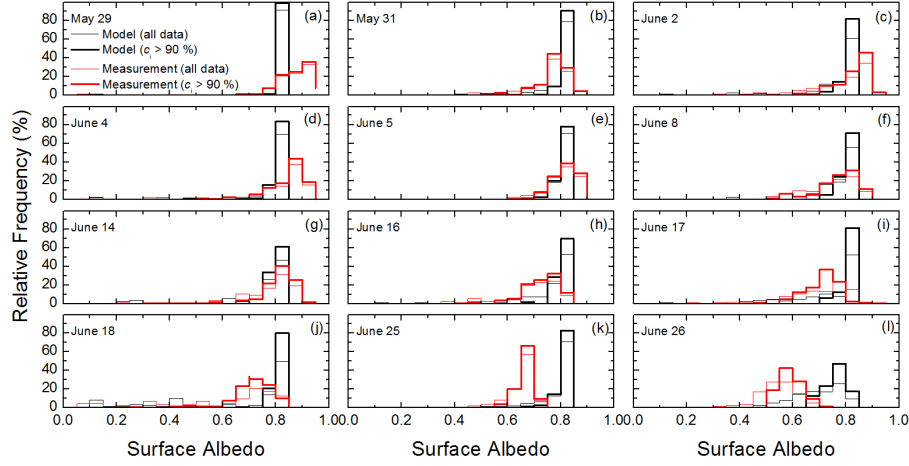 May 29
(a)
Model (all data)
Model (ci > 90 %)
Measurement (all data)
Measurement (ci > 90 %)
May 31
(b)
June 2
(c)
June 4
(d)
June 5
(e)
June 8
(f)
June 14
(g)
June 16
(h)
June 17
(i)
June 18
(j)
June 25
(k)
June 26
(l)
Relative Frequency (%)
80
60
40
20
0
80
60
40
20
0
80
60
40
20
0
80
60
40
20
0
0.0 0.2 0.4 0.6 0.8 1.0.0 0.2 0.4 0.6 0.8 1.0.0 0.2 0.4 0.6 0.8 1.0
Surface Albedo Surface Albedo Surface Albedo